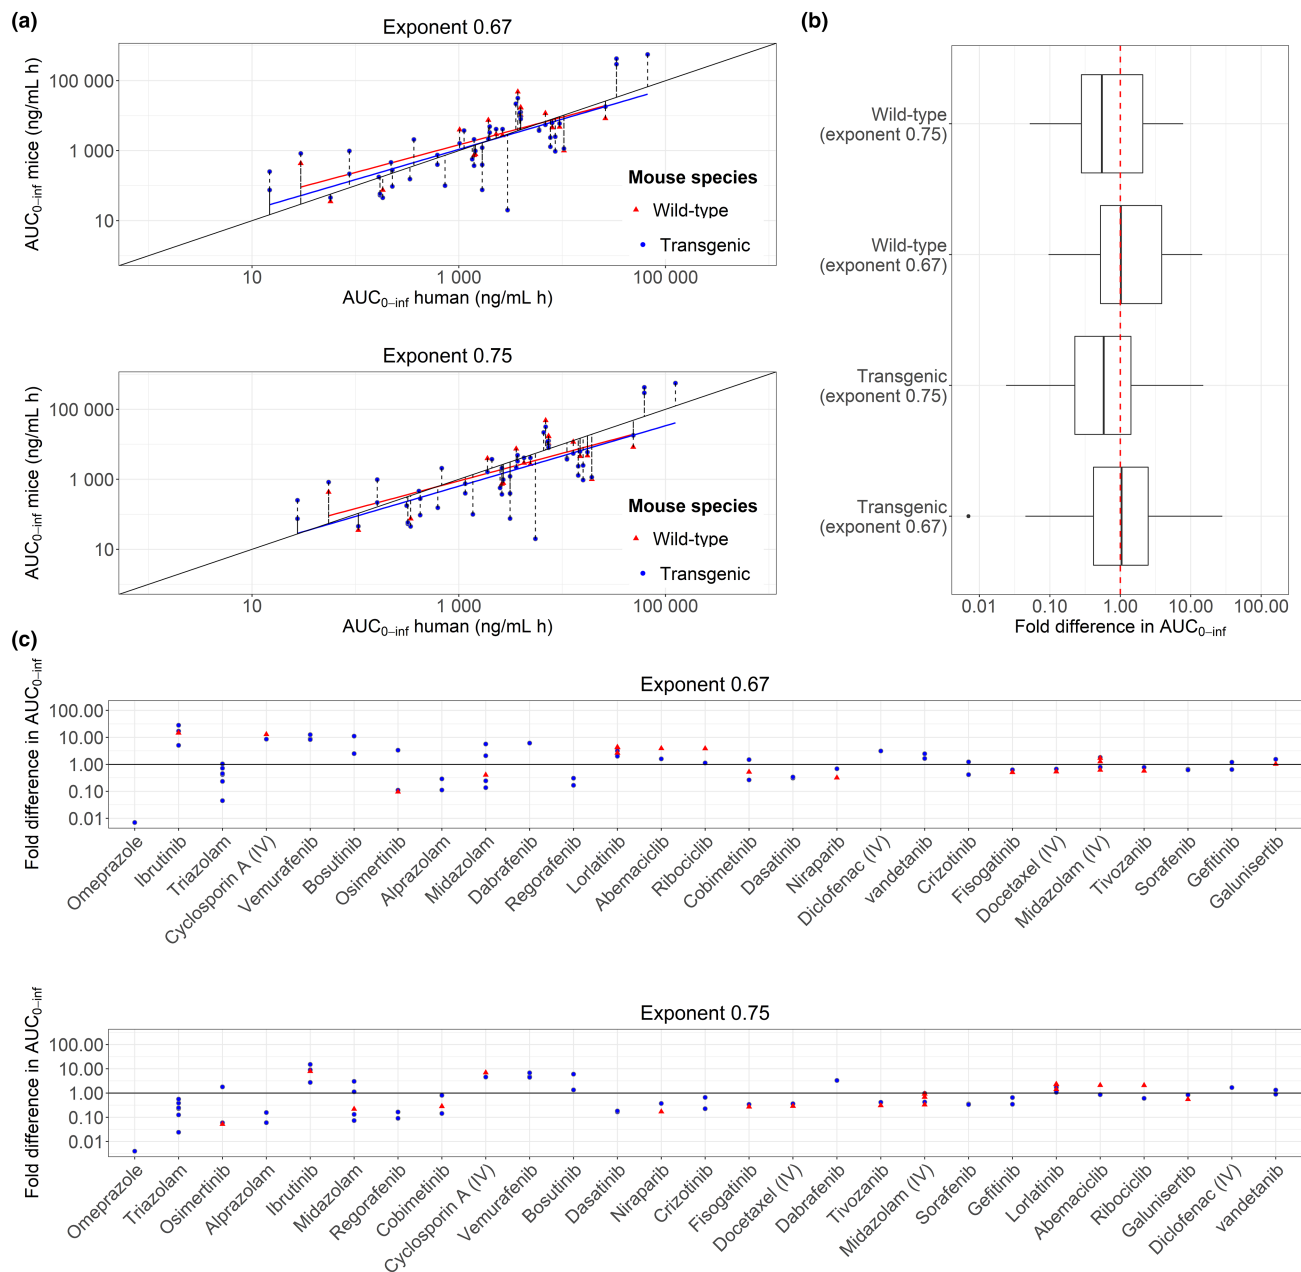 (a)
Exponent 0.67
AUC0–inf mice (ng/mL h)
100 000
1 000
10
Mouse species
Wild-type
Transgenic
10
1 000
100 000
AUC0–inf human (ng/mL h)
Exponent 0.75
AUC0–inf mice (ng/mL h)
100 000
1 000
10
Mouse species
Wild-type
Transgenic
10
1 000
100 000
AUC0–inf human (ng/mL h)
(b)
Wild-type
(exponent 0.75)
Wild-type
(exponent 0.67)
Transgenic
(exponent 0.75)
Transgenic
(exponent 0.67)
0.01
0.10
1.00
10.00
100.00
Fold difference in AUC0–inf
(c)
Exponent 0.67
Fold difference in AUC0–inf
100.00
10.00
1.00
0.10
0.01
Omeprazole
Ibrutinib
Triazolam
Cyclosporin A (IV)
Vemurafenib
Bosutinib
Osimertinib
Alprazolam
Midazolam
Dabrafenib
Regorafenib
Lorlatinib
Abemaciclib
Ribociclib
Cobimetinib
Dasatinib
Niraparib
Diclofenac (IV)
vandetanib
Crizotinib
Fisogatinib
Docetaxel (IV)
Midazolam (IV)
Tivozanib
Sorafenib
Gefitinib
Galunisertib
Exponent 0.75
Fold difference in AUC0–inf
100.00
10.00
1.00
0.10
0.01
Omeprazole
Triazolam
Osimertinib
Alprazolam
Ibrutinib
Midazolam
Regorafenib
Cobimetinib
Cyclosporin A (IV)
Vemurafenib
Bosutinib
Dasatinib
Niraparib
Crizotinib
Fisogatinib
Docetaxel (IV)
Dabrafenib
Tivozanib
Midazolam (IV)
Sorafenib
Gefitinib
Lorlatinib
Abemaciclib
Ribociclib
Galunisertib
Diclofenac (IV)
vandetanib